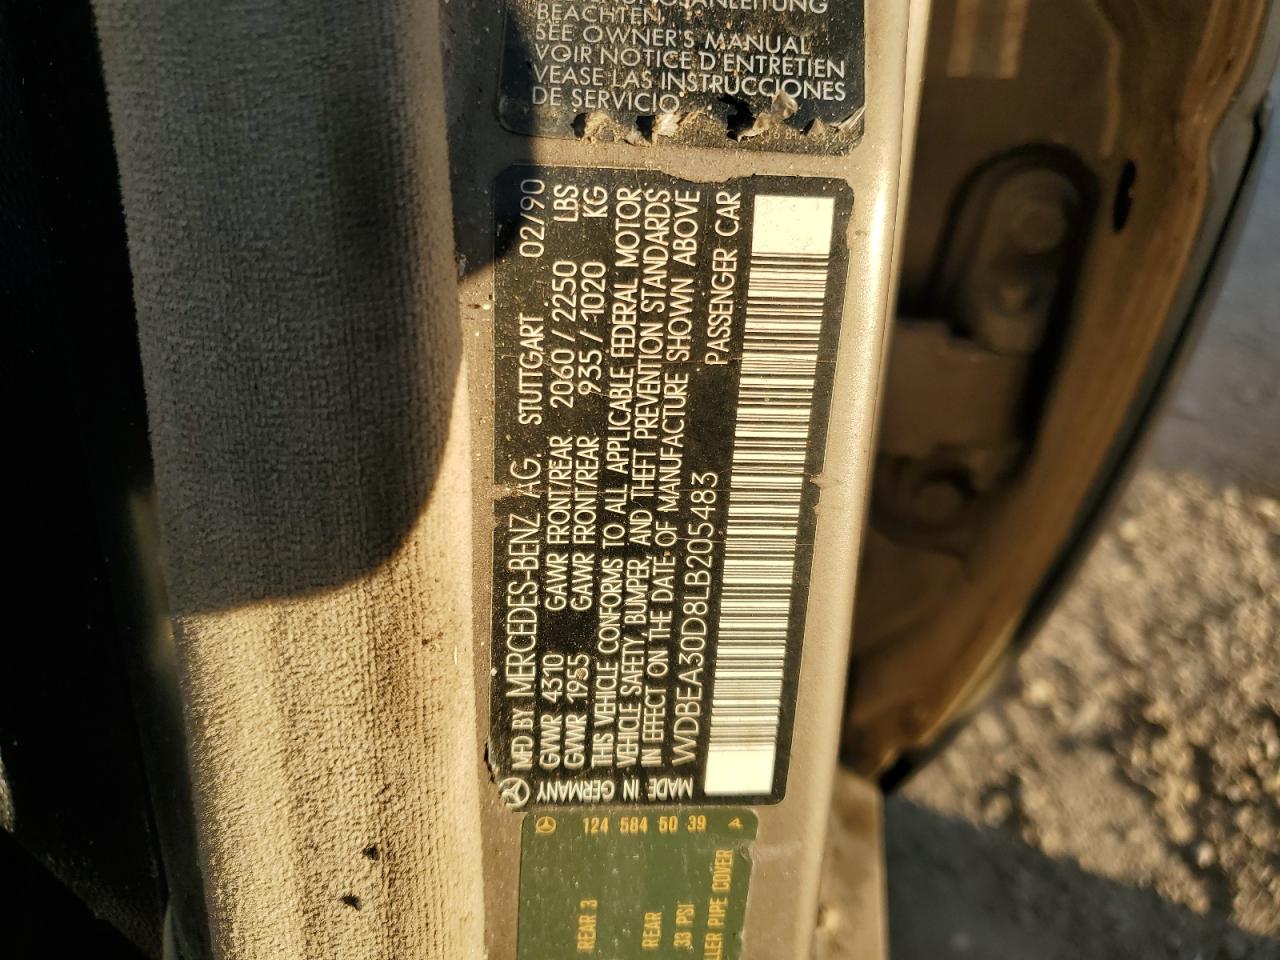 BEACHTEN
SEE OWNER'S MANUAL
VOIR NOTICE D'ENTRETIEN
VEASE LAS INSTRUCCIONES
DE SERVICIO
MFD BY MERCEDES-BENZ A.G. STUTTGART 02/90
GVWR 4310 GAWR FRONT/REAR 2060/2250 LBS
GVWR 1955 GAWR FRONT/REAR 935/1020 KG
THIS VEHICLE CONFORMS TO ALL APPLICABLE FEDERAL MOTOR
VEHICLE SAFETY, BUMPER, AND THEFT PREVENTION STANDARDS
IN EFFECT ON THE DATE OF MANUFACTURE SHOWN ABOVE
WDBEA30D8LB205483 PASSENGER CAR
MADE IN GERMANY
124 584 50 39
REAR 3
REAR
33 PSI
PIPE COVER